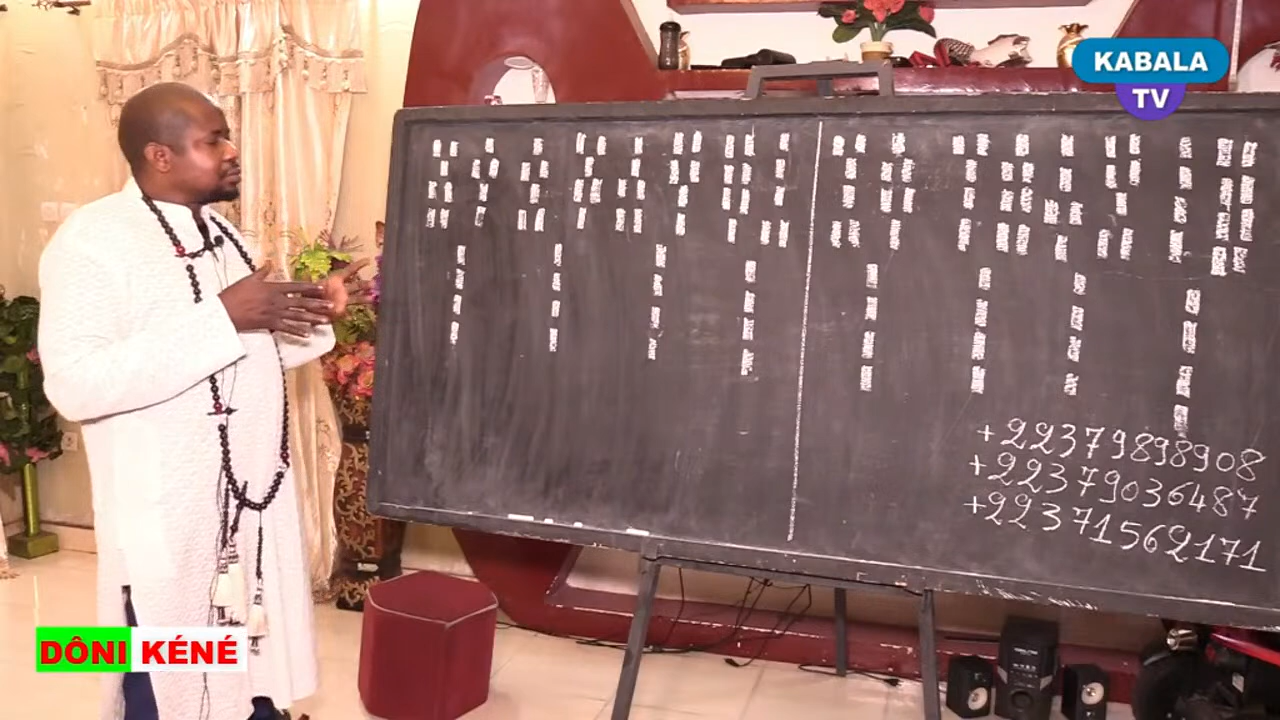 KABALA
TV
+22379898908
+22379036487
+22371562171
DÔNI KÉNÉ